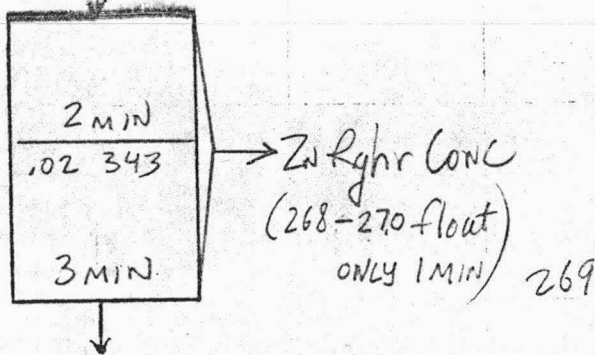 2 MIN
.02 343
3 MIN
Zn Rghr Conc
(268-270 float
ONLY 1 MIN)
269